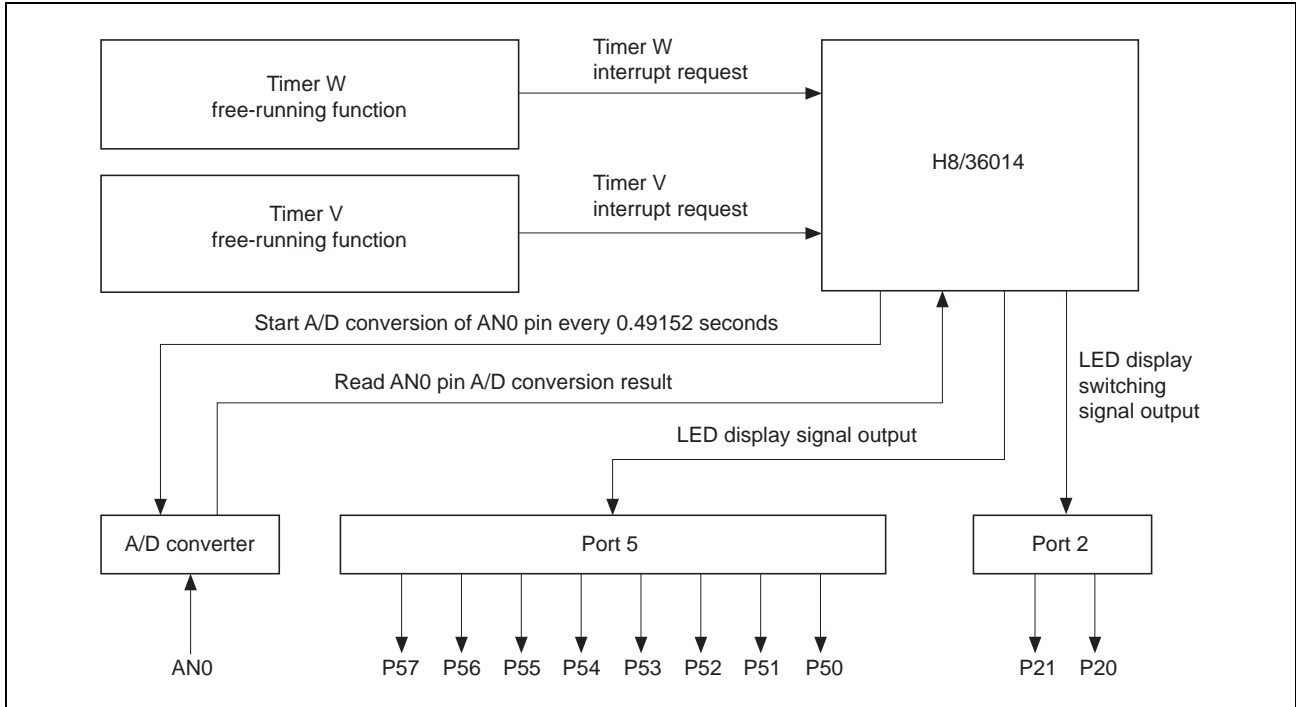 Timer W
free-running function
Timer W
interrupt request
H8/36014
Timer V
free-running function
Timer V
interrupt request
Start A/D conversion of AN0 pin every 0.49152 seconds
Read AN0 pin A/D conversion result
LED display signal output
LED display
switching
signal output
A/D converter
Port 5
Port 2
AN0
P57
P56
P55
P54
P53
P52
P51
P50
P21
P20